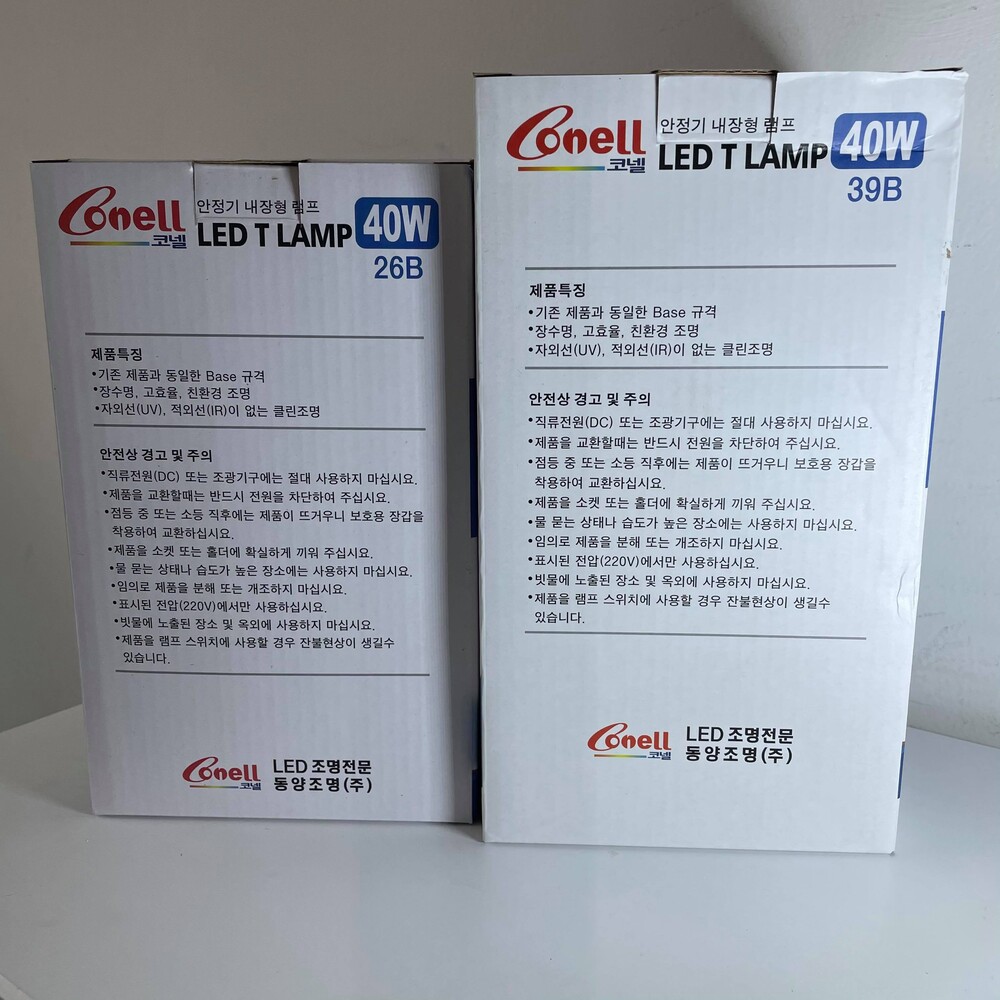 Conell
코넬
안정기 내장형 램프
LED T LAMP 40W
26B
제품특징
•기존 제품과 동일한 Base 규격
•장수명, 고효율, 친환경 조명
•자외선(UV), 적외선(IR)이 없는 클린조명
안전상 경고 및 주의
•직류전원(DC) 또는 조광기구에는 절대 사용하지 마십시요.
•제품을 교환할때는 반드시 전원을 차단하여 주십시요.
•점등 중 또는 소등 직후에는 제품이 뜨거우니 보호용 장갑을
착용하여 교환하십시요.
•제품을 소켓 또는 홀더에 확실하게 끼워 주십시요.
•물 묻는 상태나 습도가 높은 장소에는 사용하지 마십시요.
•임의로 제품을 분해 또는 개조하지 마십시요.
•표시된 전압(220V)에서만 사용하십시요.
•빗물에 노출된 장소 및 옥외에 사용하지 마십시요.
•제품을 램프 스위치에 사용할 경우 잔불현상이 생길수
있습니다.
Conell
코넬
LED 조명전문
동양조명(주)
Conell
코넬
안정기 내장형 램프
LED T LAMP 40W
39B
제품특징
•기존 제품과 동일한 Base 규격
•장수명, 고효율, 친환경 조명
•자외선(UV), 적외선(IR)이 없는 클린조명
안전상 경고 및 주의
•직류전원(DC) 또는 조광기구에는 절대 사용하지 마십시요.
•제품을 교환할때는 반드시 전원을 차단하여 주십시요.
•점등 중 또는 소등 직후에는 제품이 뜨거우니 보호용 장갑을
착용하여 교환하십시요.
•제품을 소켓 또는 홀더에 확실하게 끼워 주십시요.
•물 묻는 상태나 습도가 높은 장소에는 사용하지 마십시요.
•임의로 제품을 분해 또는 개조하지 마십시요.
•표시된 전압(220V)에서만 사용하십시요.
•빗물에 노출된 장소 및 옥외에 사용하지 마십시요.
•제품을 램프 스위치에 사용할 경우 잔불현상이 생길수
있습니다.
Conell
코넬
LED 조명전문
동양조명(주)